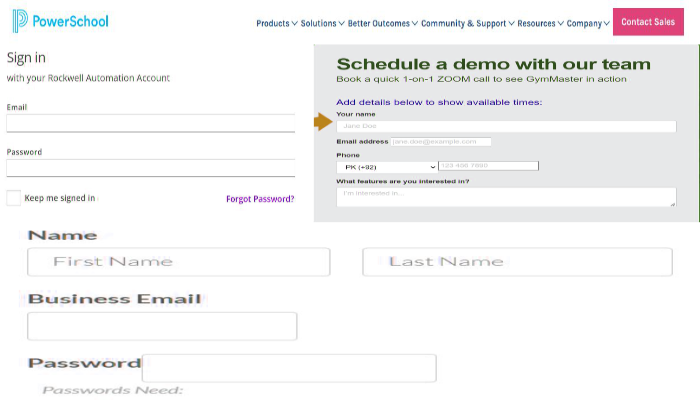 PowerSchool
Products Solutions Better Outcomes Community & Support Resources Company Contact Sales
Sign in
with your Rockwell Automation Account
Email
Password
Keep me signed in Forgot Password?
Schedule a demo with our team
Book a quick 1-on-1 ZOOM call to see GymMaster in action
Add details below to show available times:
Your name
Jane Doe
Email address jane.doe@example.com
Phone
PK (+92) 123 456 7890
What features are you interested in?
I'm interested in...
Name
First Name Last Name
Business Email
Password
Passwords Need: